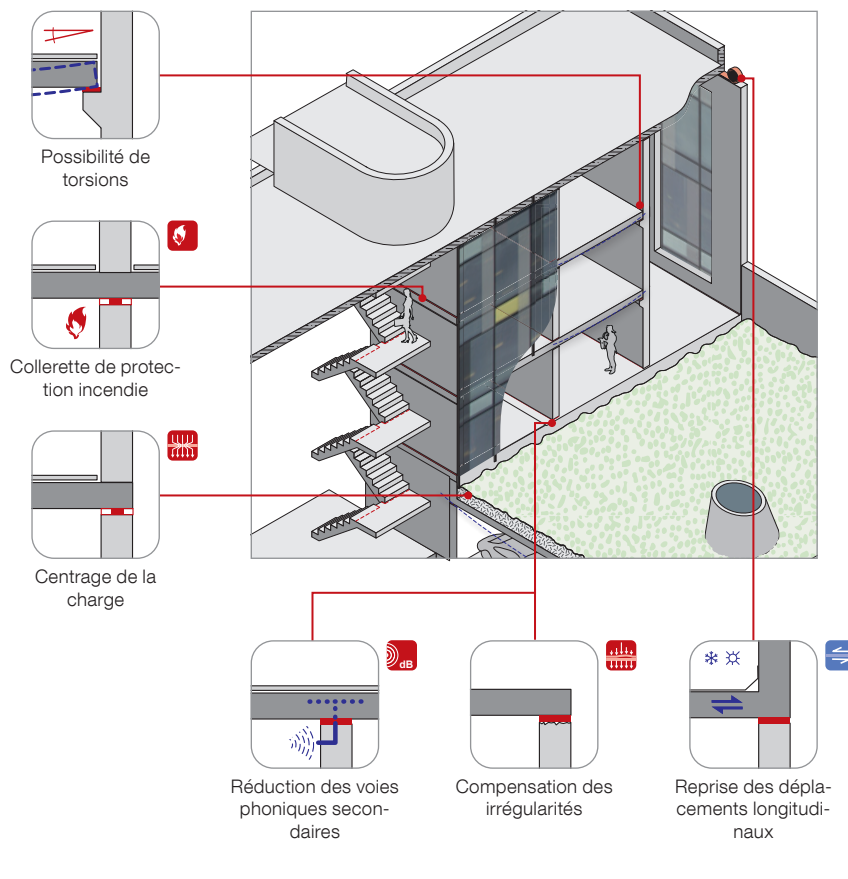 Possibilité de
torsions
Collerette de protec-
tion incendie
Centrage de la
charge
dB
Réduction des voies
phoniques secon-
daires
Compensation des
irrégularités
Reprise des dépla-
cements longitudi-
naux